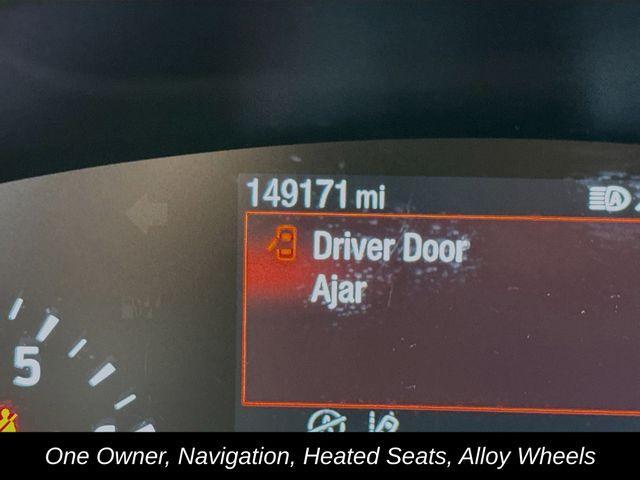 149171 mi
A
Driver Door
Ajar
5
A
One Owner, Navigation, Heated Seats, Alloy Wheels